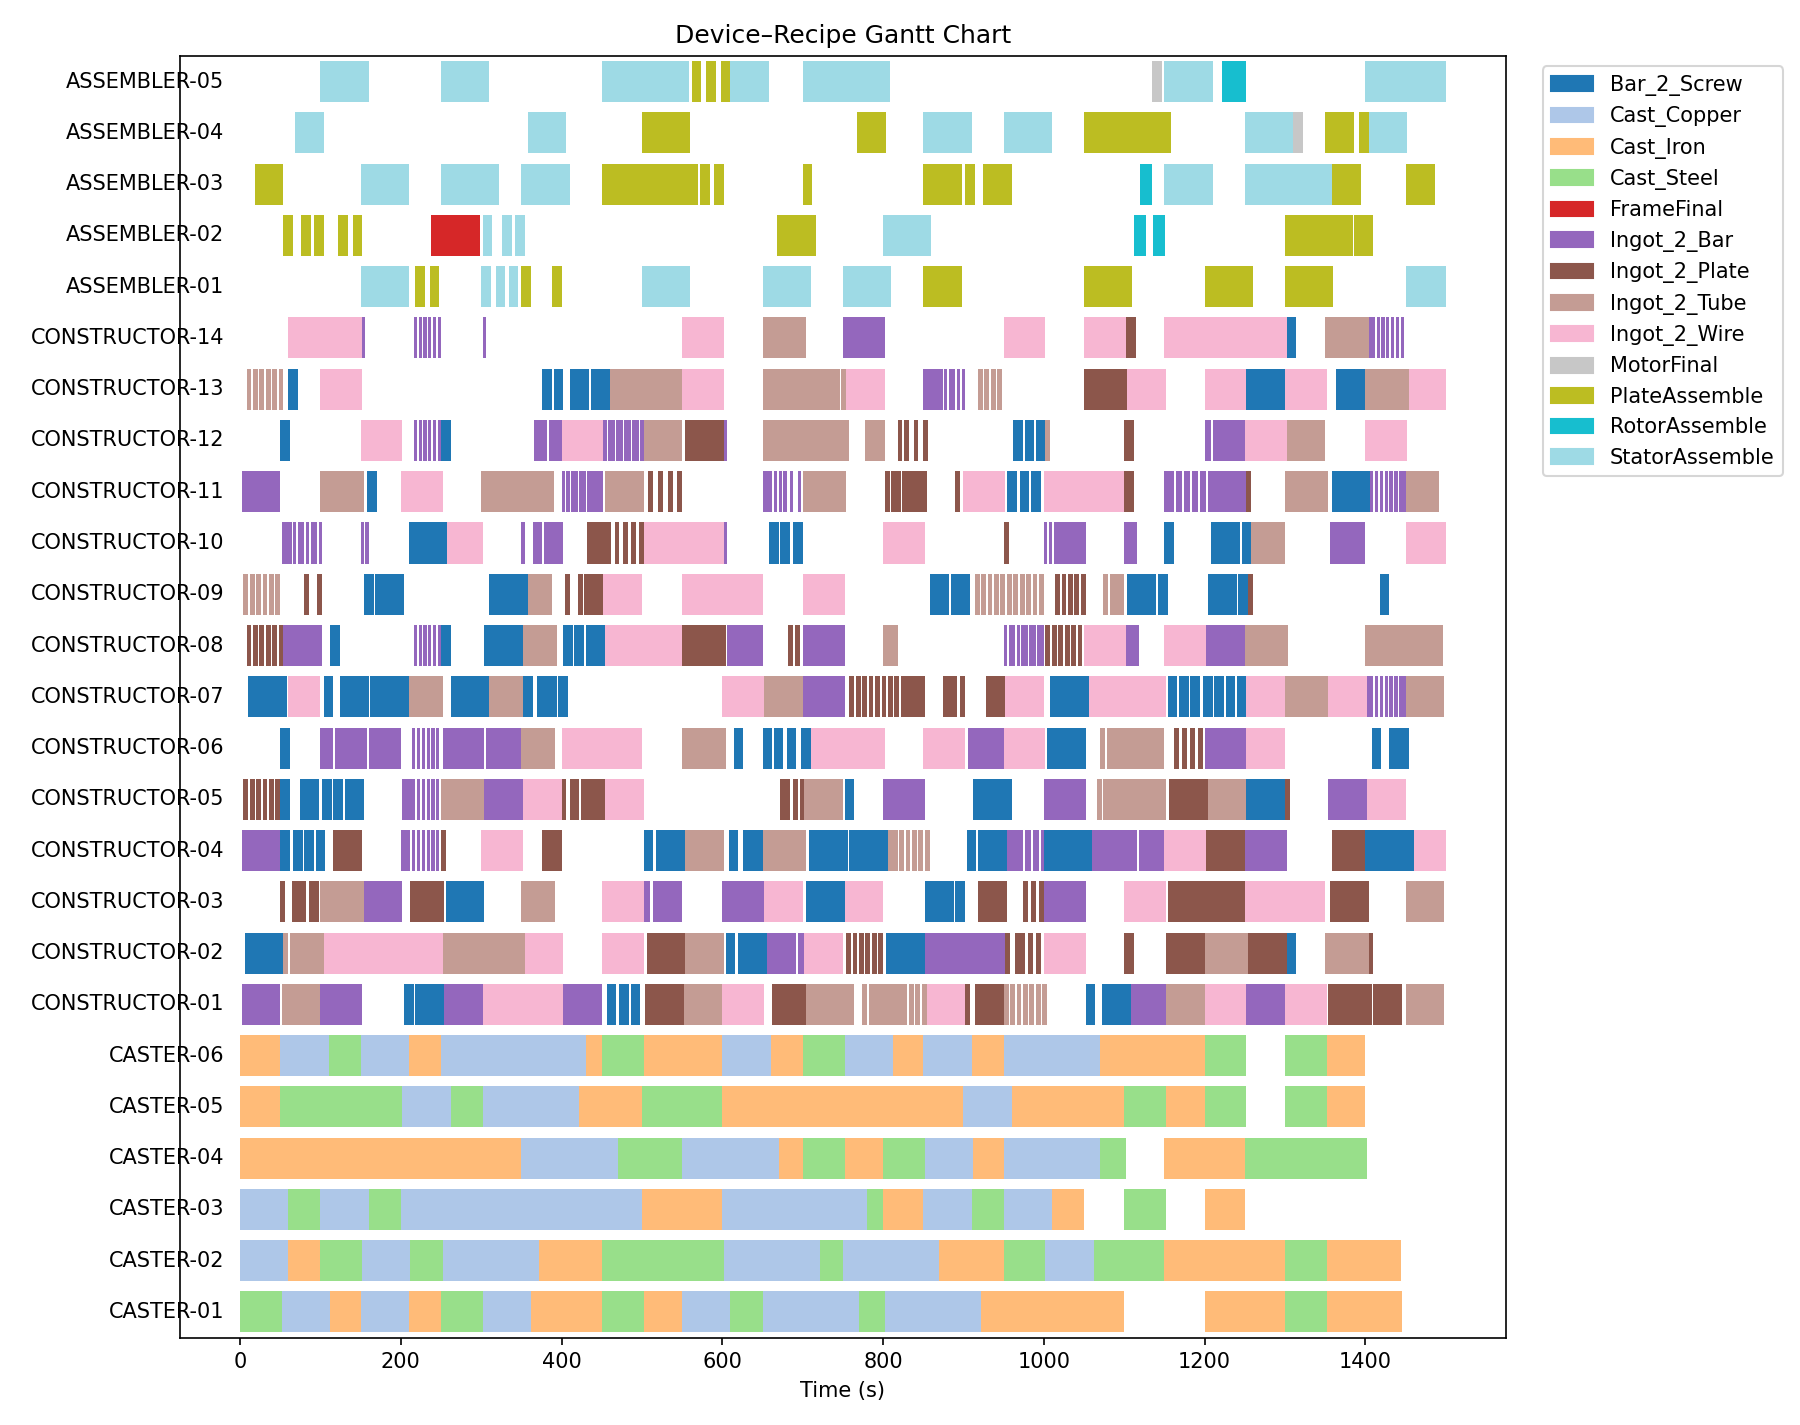 Device–Recipe Gantt Chart
ASSEMBLER-05
ASSEMBLER-04
ASSEMBLER-03
ASSEMBLER-02
ASSEMBLER-01
CONSTRUCTOR-14
CONSTRUCTOR-13
CONSTRUCTOR-12
CONSTRUCTOR-11
CONSTRUCTOR-10
CONSTRUCTOR-09
CONSTRUCTOR-08
CONSTRUCTOR-07
CONSTRUCTOR-06
CONSTRUCTOR-05
CONSTRUCTOR-04
CONSTRUCTOR-03
CONSTRUCTOR-02
CONSTRUCTOR-01
CASTER-06
CASTER-05
CASTER-04
CASTER-03
CASTER-02
CASTER-01
0 200 400 600 800 1000 1200 1400
Time (s)
Bar_2_Screw
Cast_Copper
Cast_Iron
Cast_Steel
FrameFinal
Ingot_2_Bar
Ingot_2_Plate
Ingot_2_Tube
Ingot_2_Wire
MotorFinal
PlateAssemble
RotorAssemble
StatorAssemble